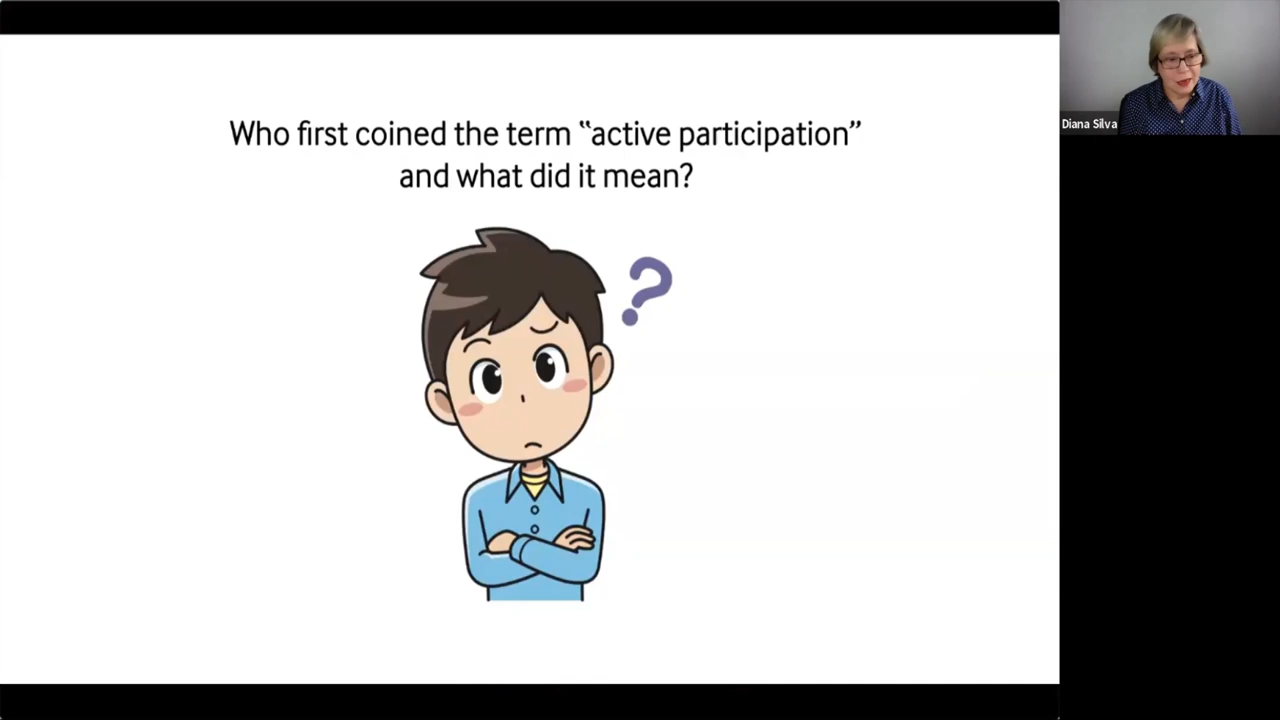 Who first coined the term “active participation”
and what did it mean?
?
Diana Silva